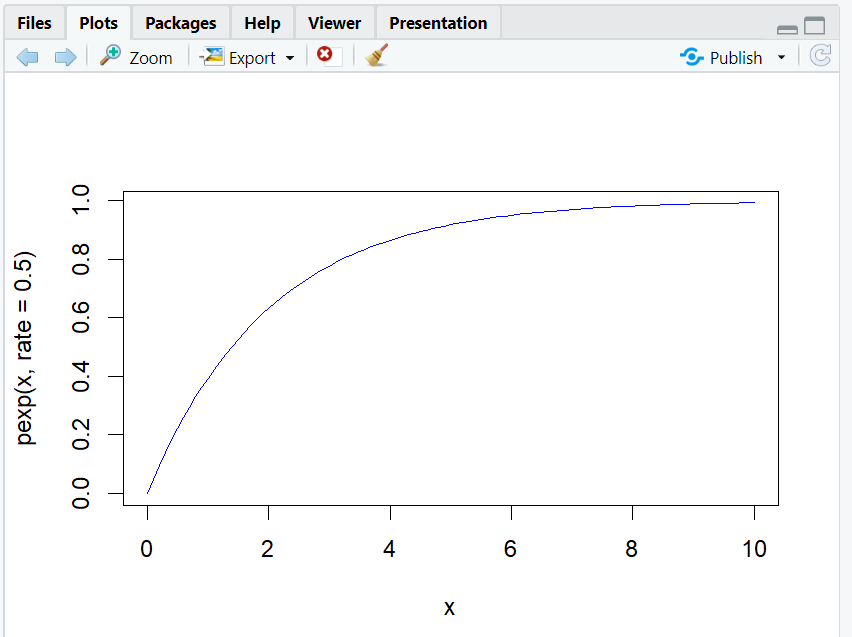 Files Plots Packages Help Viewer Presentation
Zoom Export Publish
pexp(x, rate = 0.5)
1.0
0.8
0.6
0.4
0.2
0.0
0 2 4 6 8 10
x